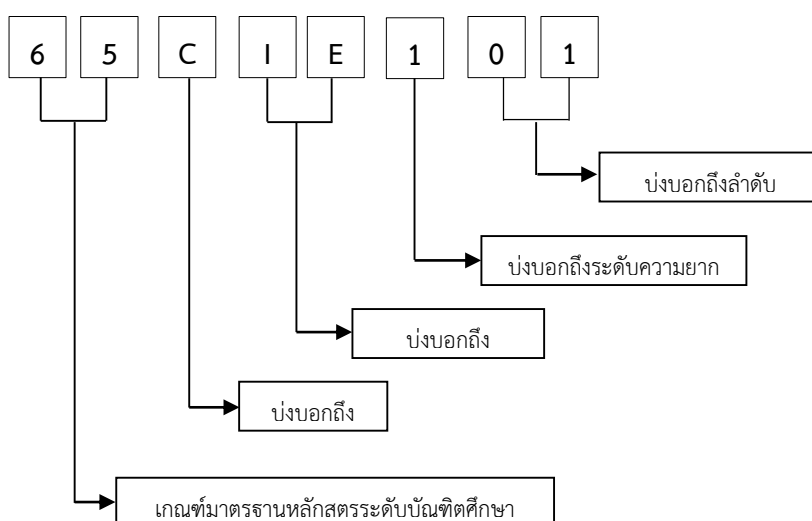 6 5 C I E 1 0 1
บ่งบอกถึงลำดับ
บ่งบอกถึงระดับความยาก
บ่งบอกถึง
บ่งบอกถึง
เกณฑ์มาตรฐานหลักสูตรระดับบัณฑิตศึกษา